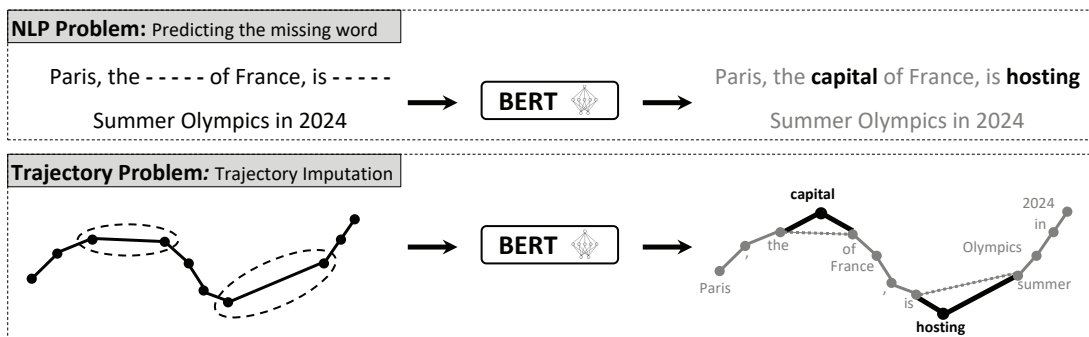 NLP Problem: Predicting the missing word
Paris, the - - - - - of France, is - - - - -
Summer Olympics in 2024
BERT
Paris, the capital of France, is hosting
Summer Olympics in 2024
Trajectory Problem: Trajectory Imputation
BERT
Paris
,
the
capital
of
France
,
is
hosting
summer
Olympics
in
2024